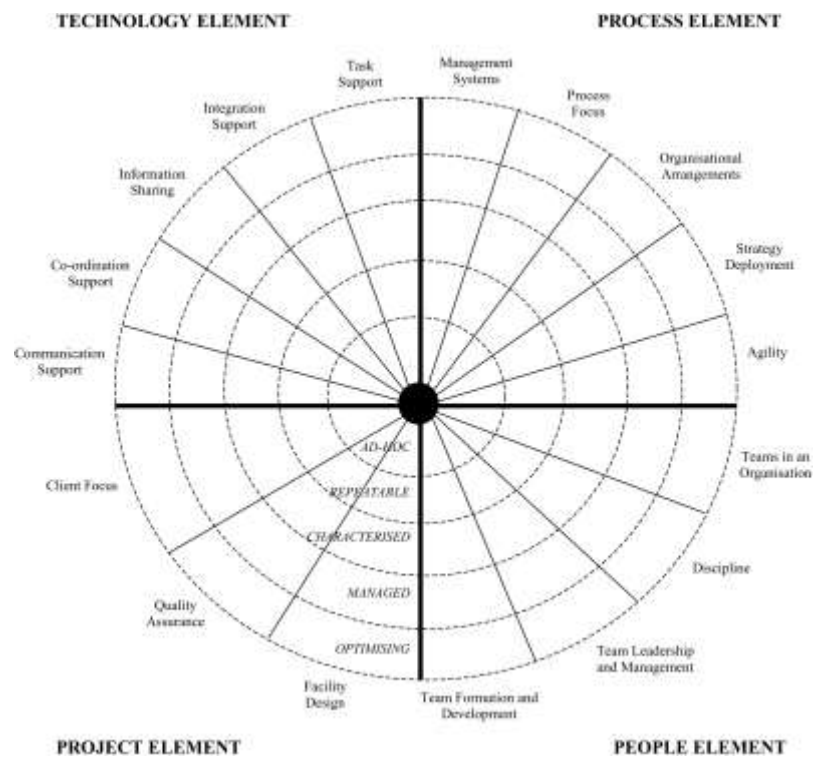 TECHNOLOGY ELEMENT
PROCESS ELEMENT
Task
Support
Management
Systems
Integration
Support
Process
Focus
Information
Sharing
Organisational
Arrangements
Co-ordination
Support
Strategy
Deployment
Communication
Support
Agility
AD-HOC
Client Focus
Teams in an
Organisation
REPEATABLE
CHARACTERISED
Discipline
MANAGED
Quality
Assurance
OPTIMISING
Team Leadership
and Management
Facility
Design
Team Formation and
Development
PROJECT ELEMENT
PEOPLE ELEMENT